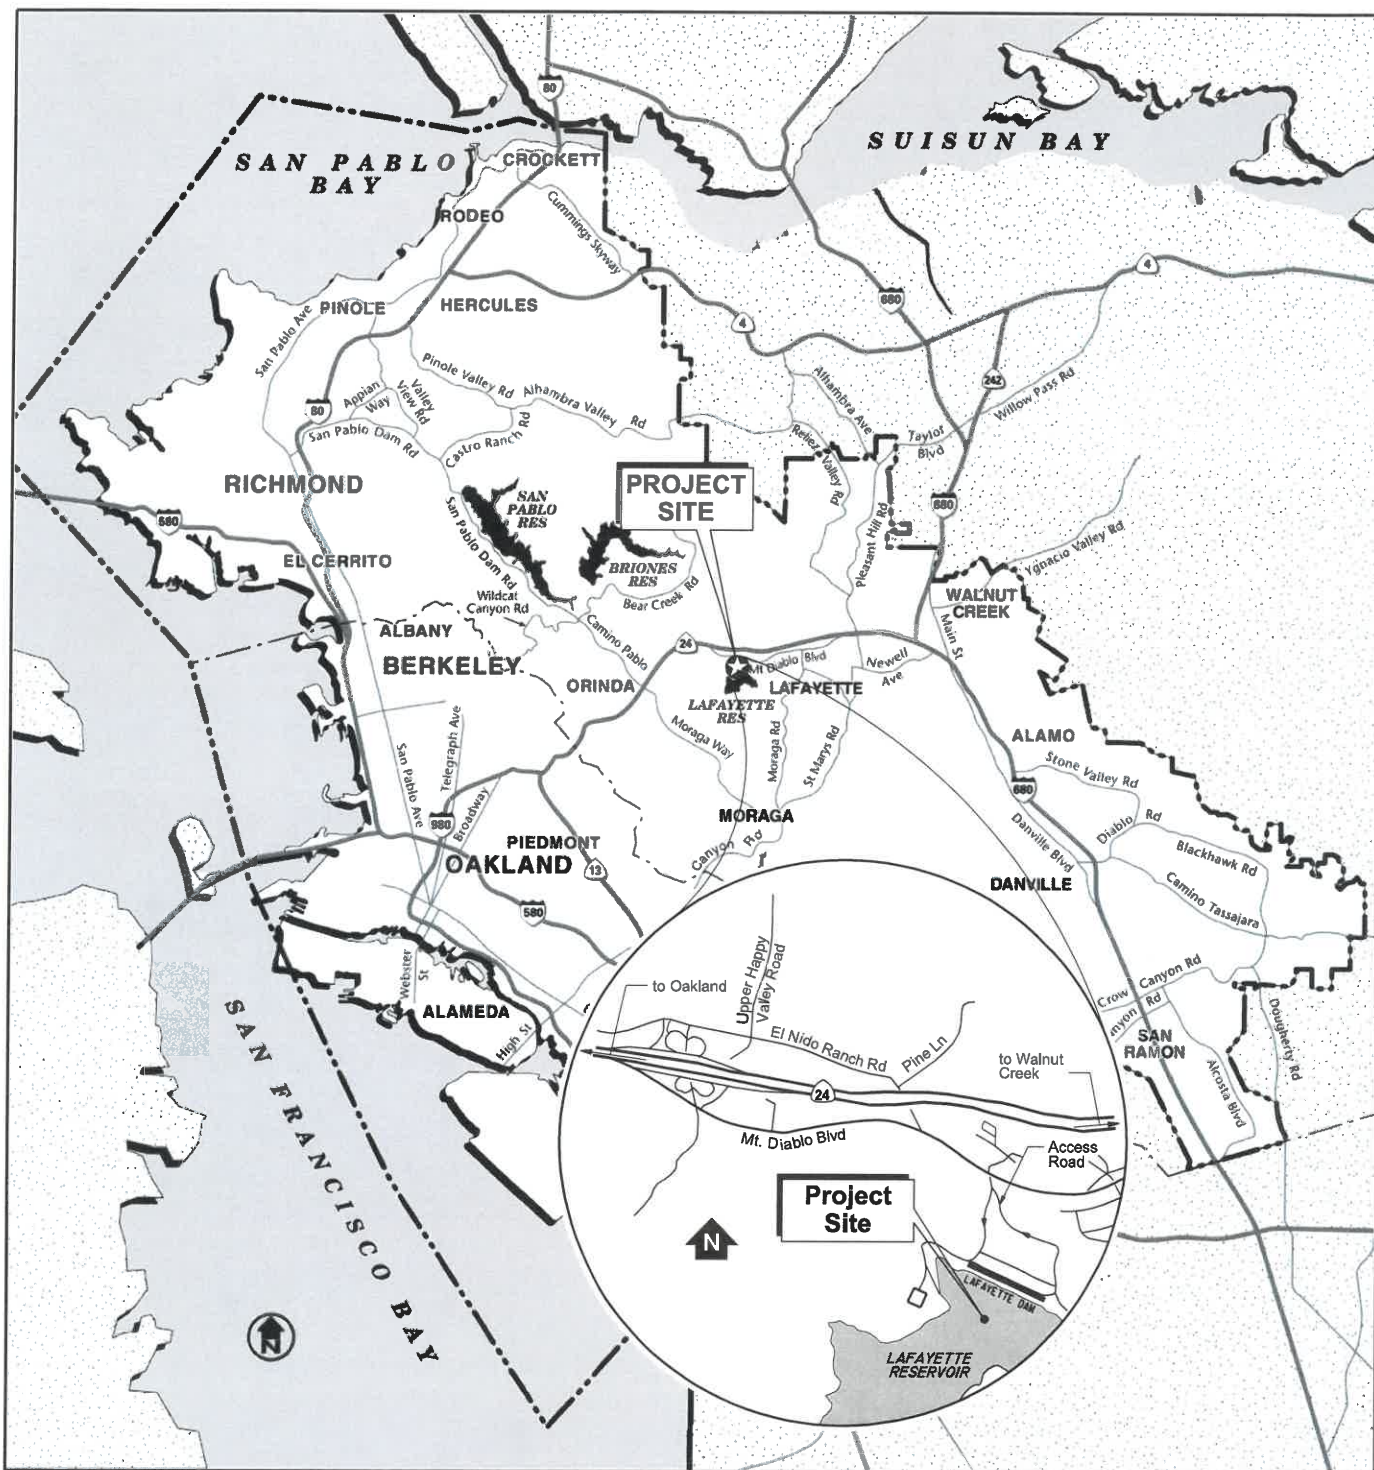 80
SAN PABLO
BAY
CROCKETT
SUISUN BAY
RODEO
Cummings Skyway
4
680
PINOLE
HERCULES
San Pablo Ave
4
242
Pinole Valley Rd
Alhambra Valley Rd
Alhambra Ave
Willow Pass Rd
Appian
Way
Valley
View Rd
80
San Pablo Dam Rd
Castro Ranch Rd
Reliez Valley Rd
Taylor
Blvd
RICHMOND
SAN
PABLO
RES
PROJECT
SITE
Pleasant Hill Rd
680
580
San Pablo Dam Rd
Ygnacio Valley Rd
EL CERRITO
BRIONES
RES
Bear Creek Rd
Wildcat
Canyon Rd
WALNUT
CREEK
Main St
ALBANY
BERKELEY
Camino Pablo
24
Mt Diablo Blvd
Newell
Ave
ORINDA
LAFAYETTE
LAFAYETTE
RES
Moraga Way
Moraga Rd
St Marys Rd
ALAMO
Stone Valley Rd
San Pablo Ave
Telegraph Ave
680
980
Broadway
MORAGA
Canyon Rd
Danville Blvd
Diablo Rd
Blackhawk Rd
PIEDMONT
OAKLAND
13
DANVILLE
Camino Tassajara
580
Webster
St
ALAMEDA
High St
Crow Canyon Rd
nyon Rd
SAN
RAMON
Alcosta Blvd
Dougherty Rd
SAN FRANCISCO BAY
N
to Oakland
Upper Happy
Valley Road
El Nido Ranch Rd
Pine Ln
to Walnut
Creek
24
Mt. Diablo Blvd
Access
Road
Project
Site
N
LAFAYETTE DAM
LAFAYETTE
RESERVOIR